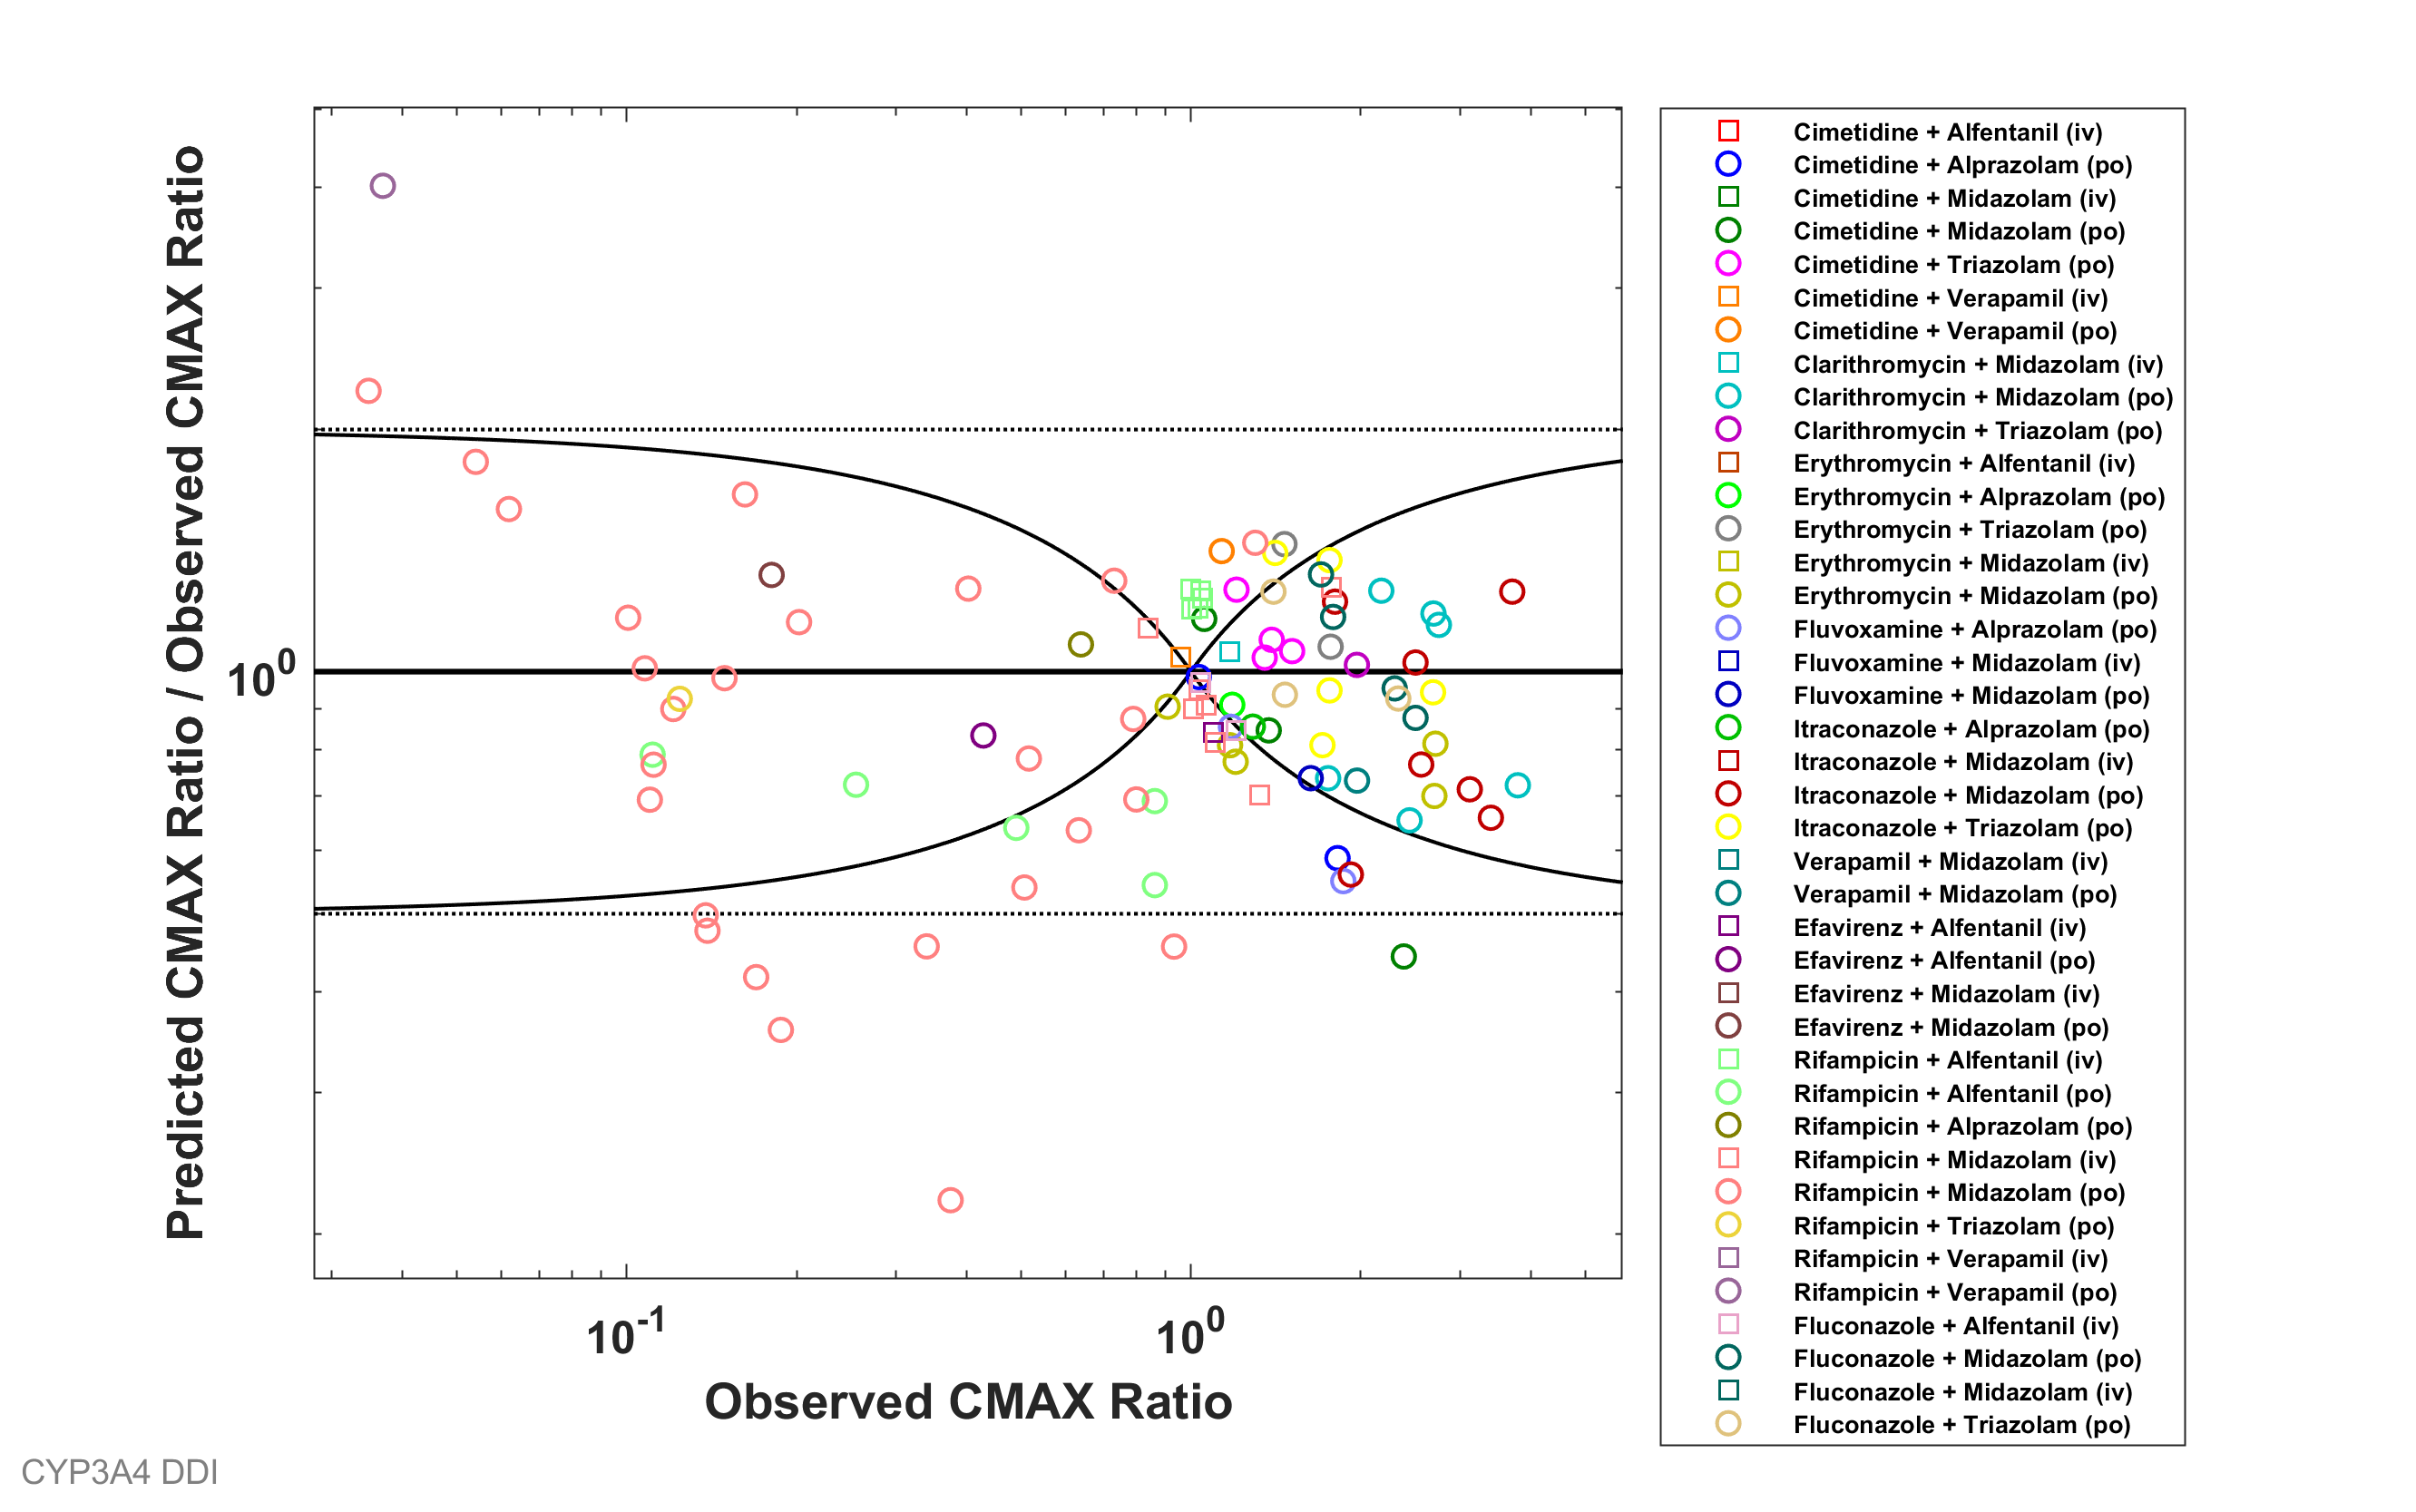 Predicted CMAX Ratio / Observed CMAX Ratio
10^0
10^-1
10^0
Observed CMAX Ratio
Cimetidine + Alfentanil (iv)
Cimetidine + Alprazolam (po)
Cimetidine + Midazolam (iv)
Cimetidine + Midazolam (po)
Cimetidine + Triazolam (po)
Cimetidine + Verapamil (iv)
Cimetidine + Verapamil (po)
Clarithromycin + Midazolam (iv)
Clarithromycin + Midazolam (po)
Clarithromycin + Triazolam (po)
Erythromycin + Alfentanil (iv)
Erythromycin + Alprazolam (po)
Erythromycin + Triazolam (po)
Erythromycin + Midazolam (iv)
Erythromycin + Midazolam (po)
Fluvoxamine + Alprazolam (po)
Fluvoxamine + Midazolam (iv)
Fluvoxamine + Midazolam (po)
Itraconazole + Alprazolam (po)
Itraconazole + Midazolam (iv)
Itraconazole + Midazolam (po)
Itraconazole + Triazolam (po)
Verapamil + Midazolam (iv)
Verapamil + Midazolam (po)
Efavirenz + Alfentanil (iv)
Efavirenz + Alfentanil (po)
Efavirenz + Midazolam (iv)
Efavirenz + Midazolam (po)
Rifampicin + Alfentanil (iv)
Rifampicin + Alfentanil (po)
Rifampicin + Alprazolam (po)
Rifampicin + Midazolam (iv)
Rifampicin + Midazolam (po)
Rifampicin + Triazolam (po)
Rifampicin + Verapamil (iv)
Rifampicin + Verapamil (po)
Fluconazole + Alfentanil (iv)
Fluconazole + Midazolam (po)
Fluconazole + Midazolam (iv)
Fluconazole + Triazolam (po)
CYP3A4 DDI